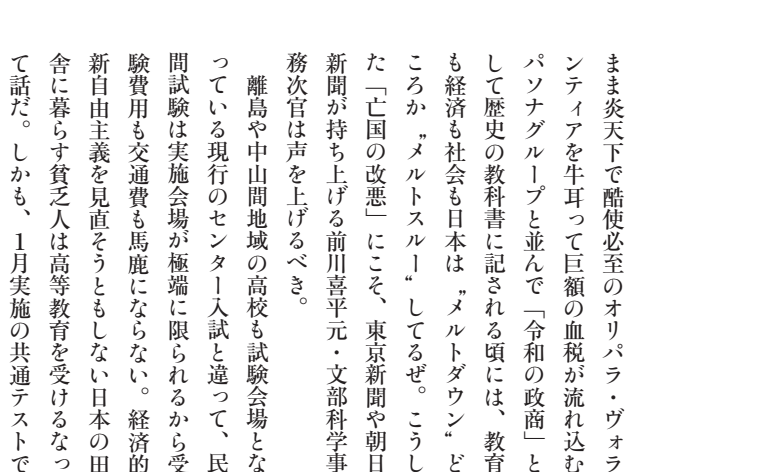 まま炎天下で酷使必至のオリパラ・ヴォラ
ンティアを牛耳って巨額の血税が流れ込む
パソナグループと並んで「令和の政商」と
して歴史の教科書に記される頃には、教育
も経済も社会も日本は〝メルトダウン〟ど
ころか〝メルトスルー〟してるぜ。こうし
た「亡国の改悪」にこそ、東京新聞や朝日
新聞が持ち上げる前川喜平元・文部科学事
務次官は声を上げるべき。
離島や中山間地域の高校も試験会場とな
っている現行のセンター入試と違って、民
間試験は実施会場が極端に限られるから受
験費用も交通費も馬鹿にならない。経済的
新自由主義を見直そうともしない日本の田
舎に暮らす貧乏人は高等教育を受けるなっ
て話だ。しかも、1月実施の共通テストで